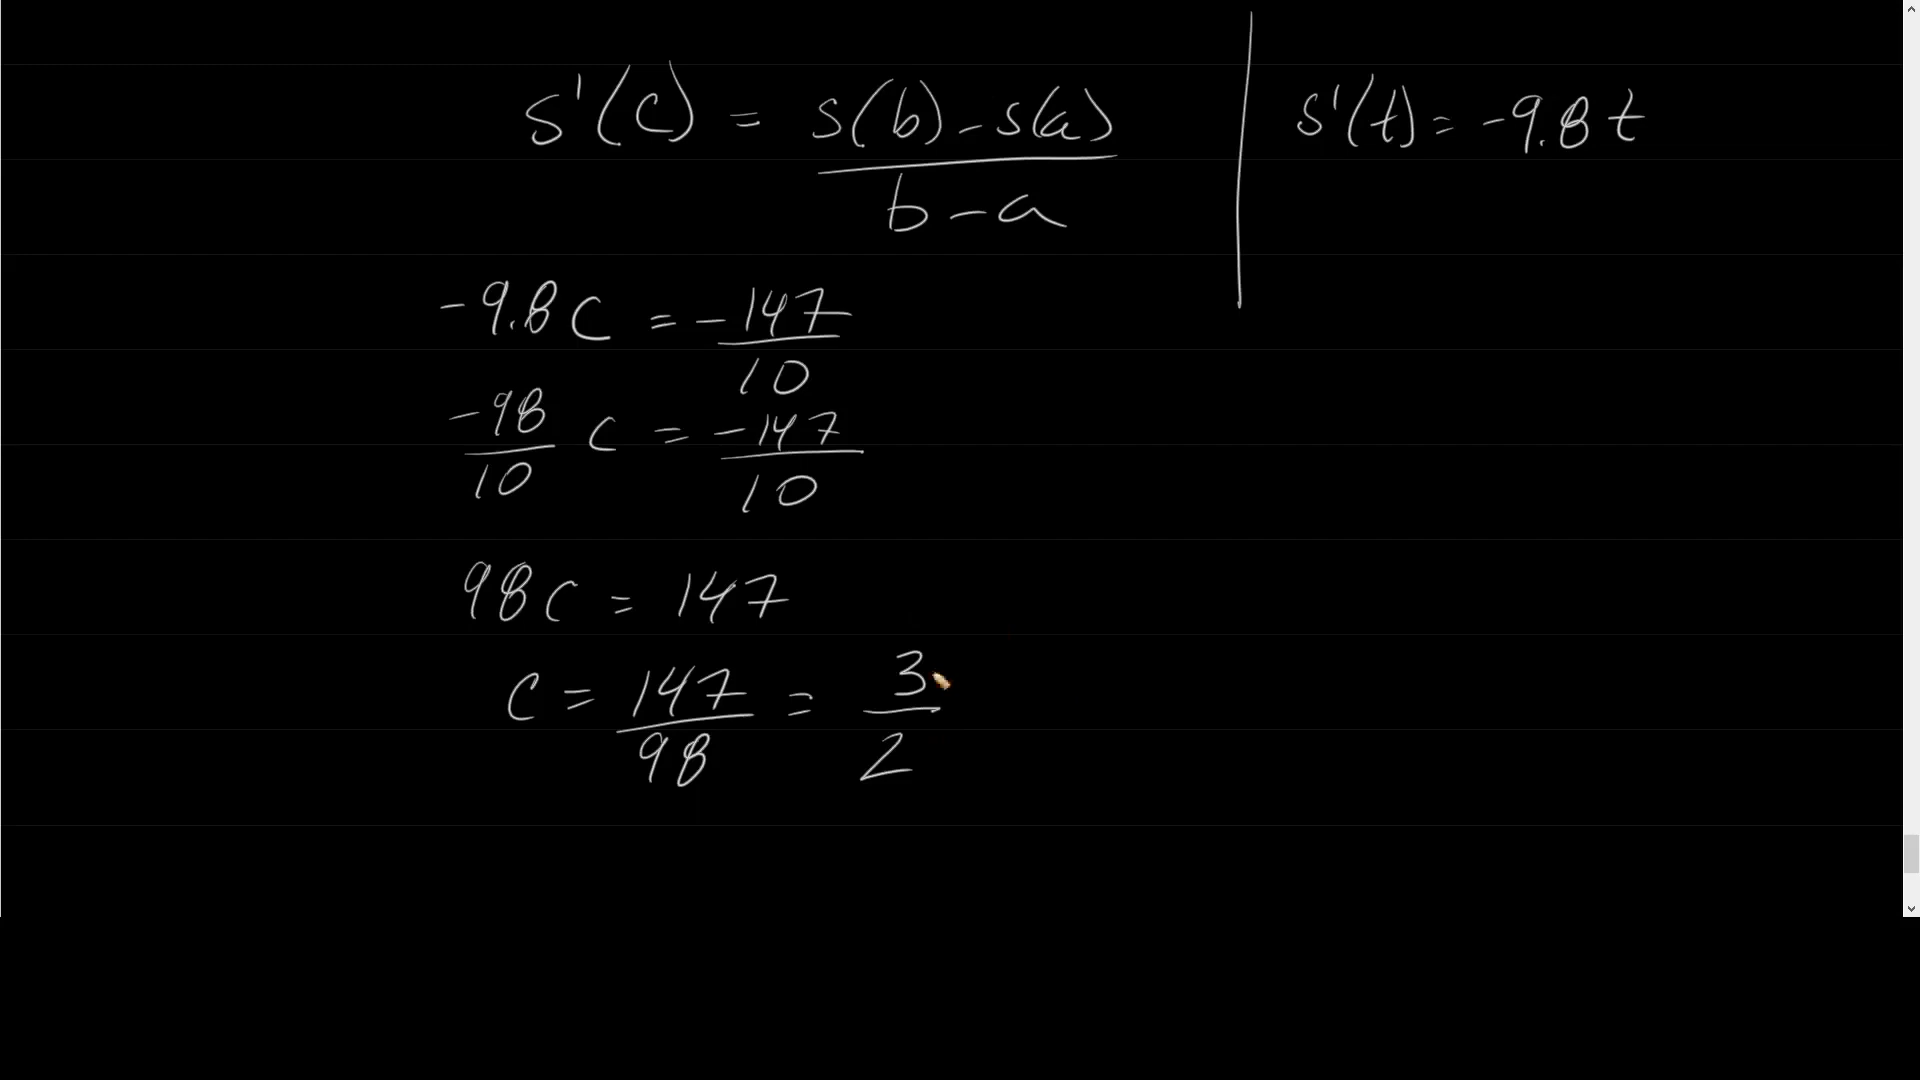 s'(c) = s(b) - s(a) / b - a
s'(t) = -9.8t
-9.8c = -147/10
-98/10 c = -147/10
98c = 147
c = 147/98 = 3/2